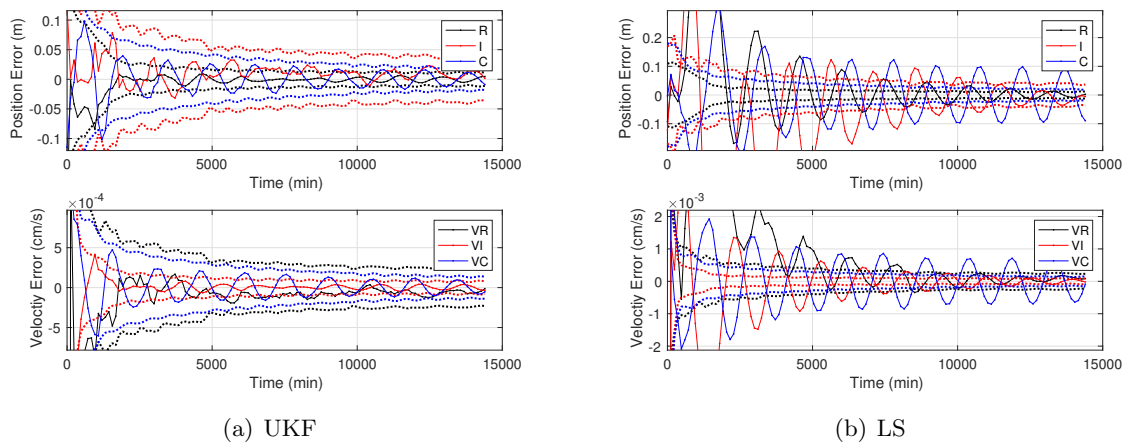 0.1
0.05
0
-0.05
-0.1
Position Error (m)
R
I
C
0 5000 10000 15000
Time (min)
×10⁻⁴
5
0
-5
Velocity Error (cm/s)
VR
VI
VC
0 5000 10000 15000
Time (min)
(a) UKF
0.2
0.1
0
-0.1
Position Error (m)
R
I
C
0 5000 10000 15000
Time (min)
×10⁻³
2
1
0
-1
-2
Velocity Error (cm/s)
VR
VI
VC
0 5000 10000 15000
Time (min)
(b) LS